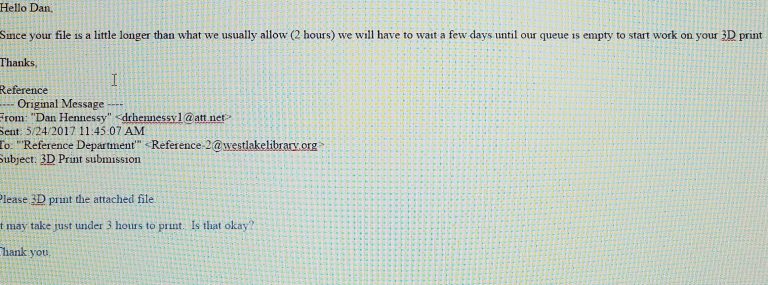 Hello Dan,
Since your file is a little longer than what we usually allow (2 hours) we will have to wait a few days until our queue is empty to start work on your 3D print
Thanks,
Reference
---- Original Message ----
From: "Dan Hennessy" <drhennessy1@att.net>
Sent: 5/24/2017 11:45:07 AM
To: "'Reference Department'" <Reference-2@westlakelibrary.org>
Subject: 3D Print submission
Please 3D print the attached file.
t may take just under 3 hours to print. Is that okay?
Thank you.